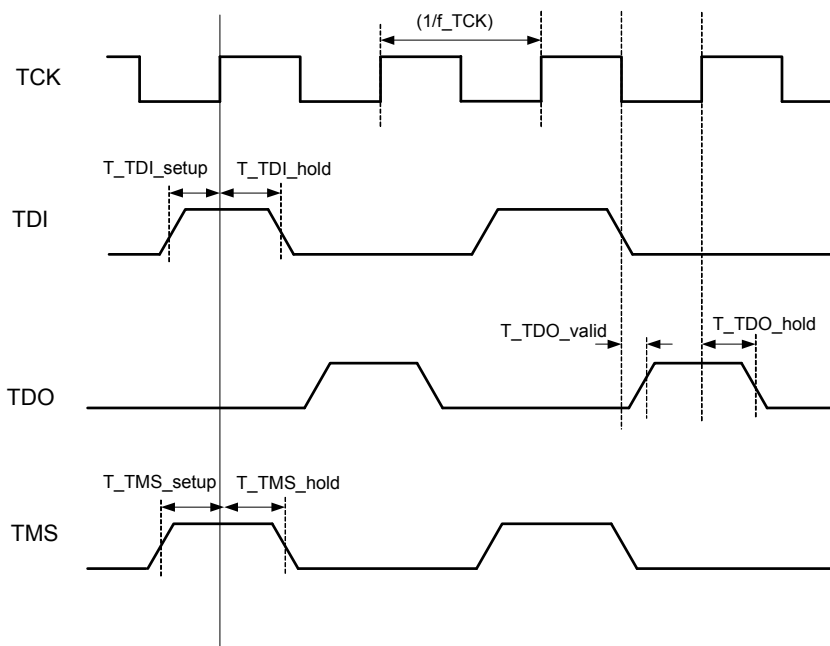 (1/f_TCK)
TCK
T_TDI_setup
T_TDI_hold
TDI
T_TDO_valid
T_TDO_hold
TDO
T_TMS_setup
T_TMS_hold
TMS